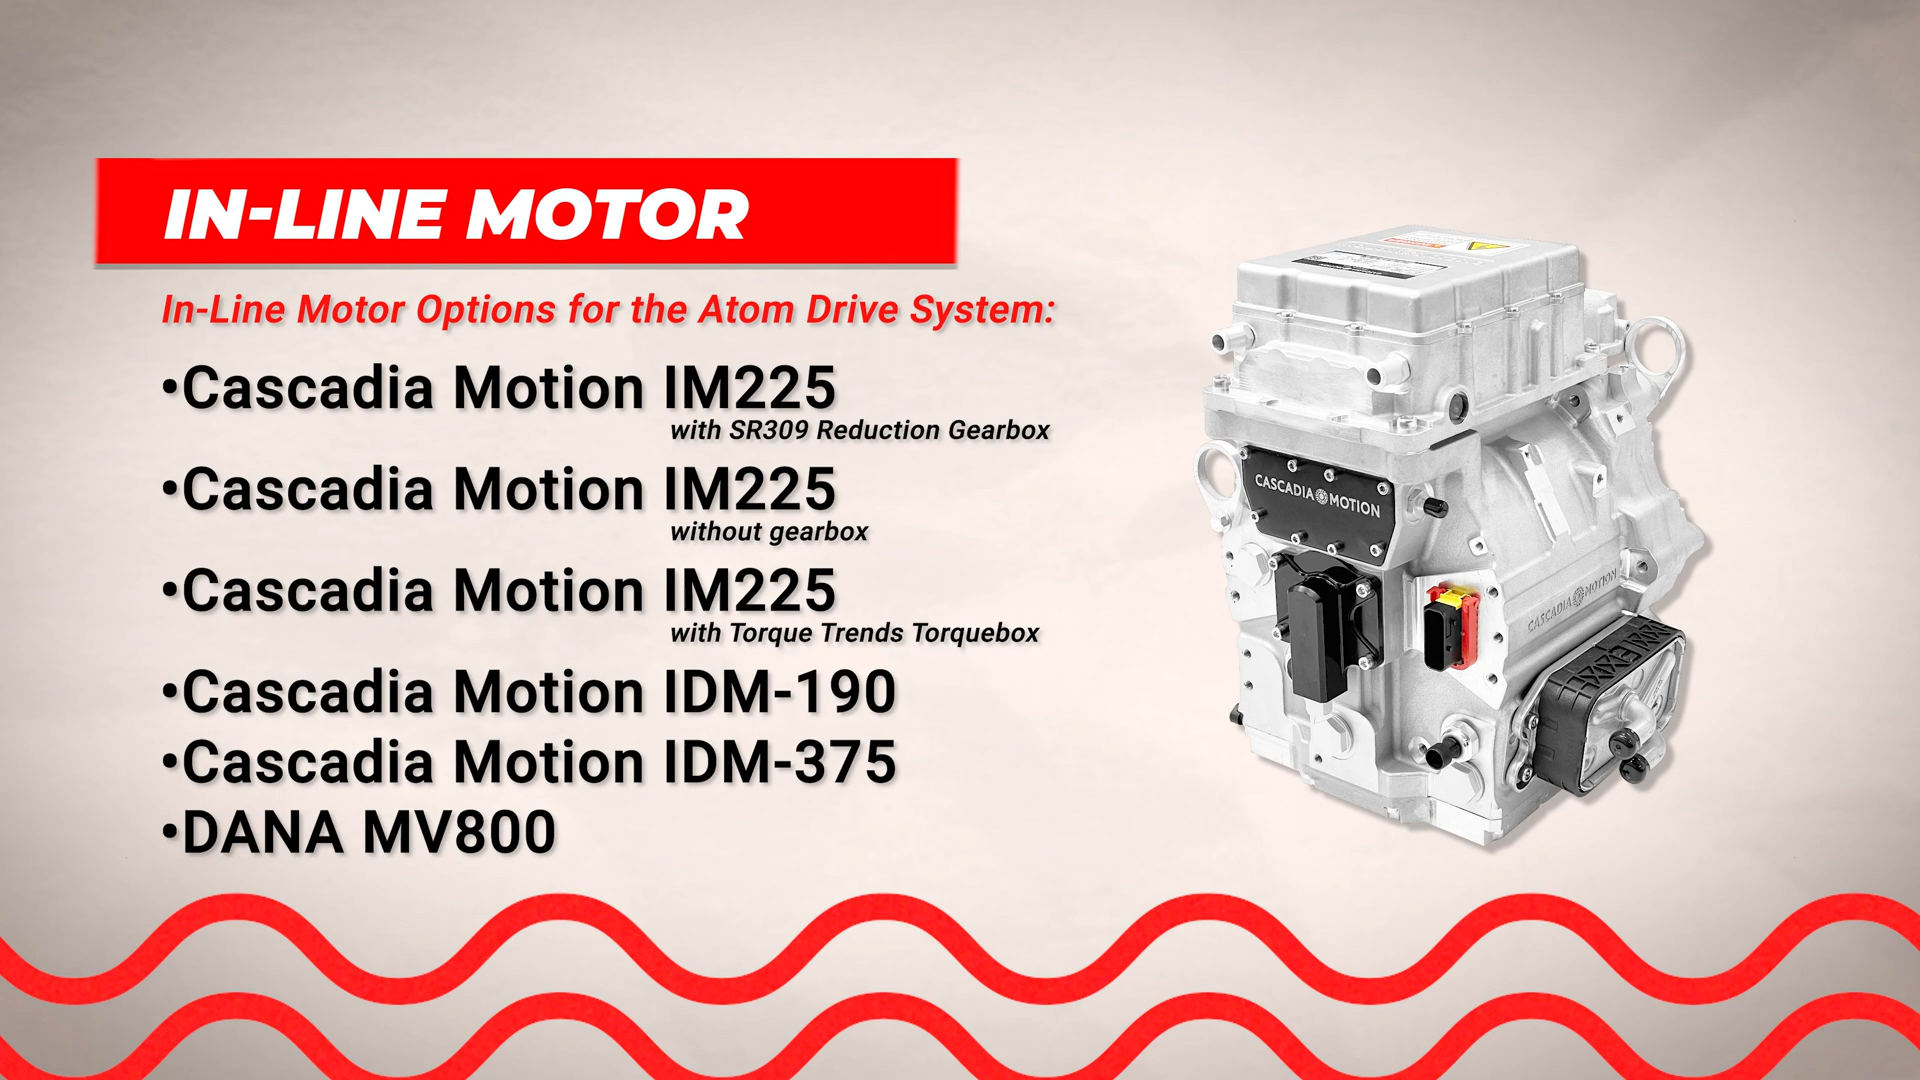 IN-LINE MOTOR
In-Line Motor Options for the Atom Drive System:
•Cascadia Motion IM225
with SR309 Reduction Gearbox
•Cascadia Motion IM225
without gearbox
•Cascadia Motion IM225
with Torque Trends Torquebox
•Cascadia Motion IDM-190
•Cascadia Motion IDM-375
•DANA MV800
CASCADIA MOTION
CASCADIA MOTION